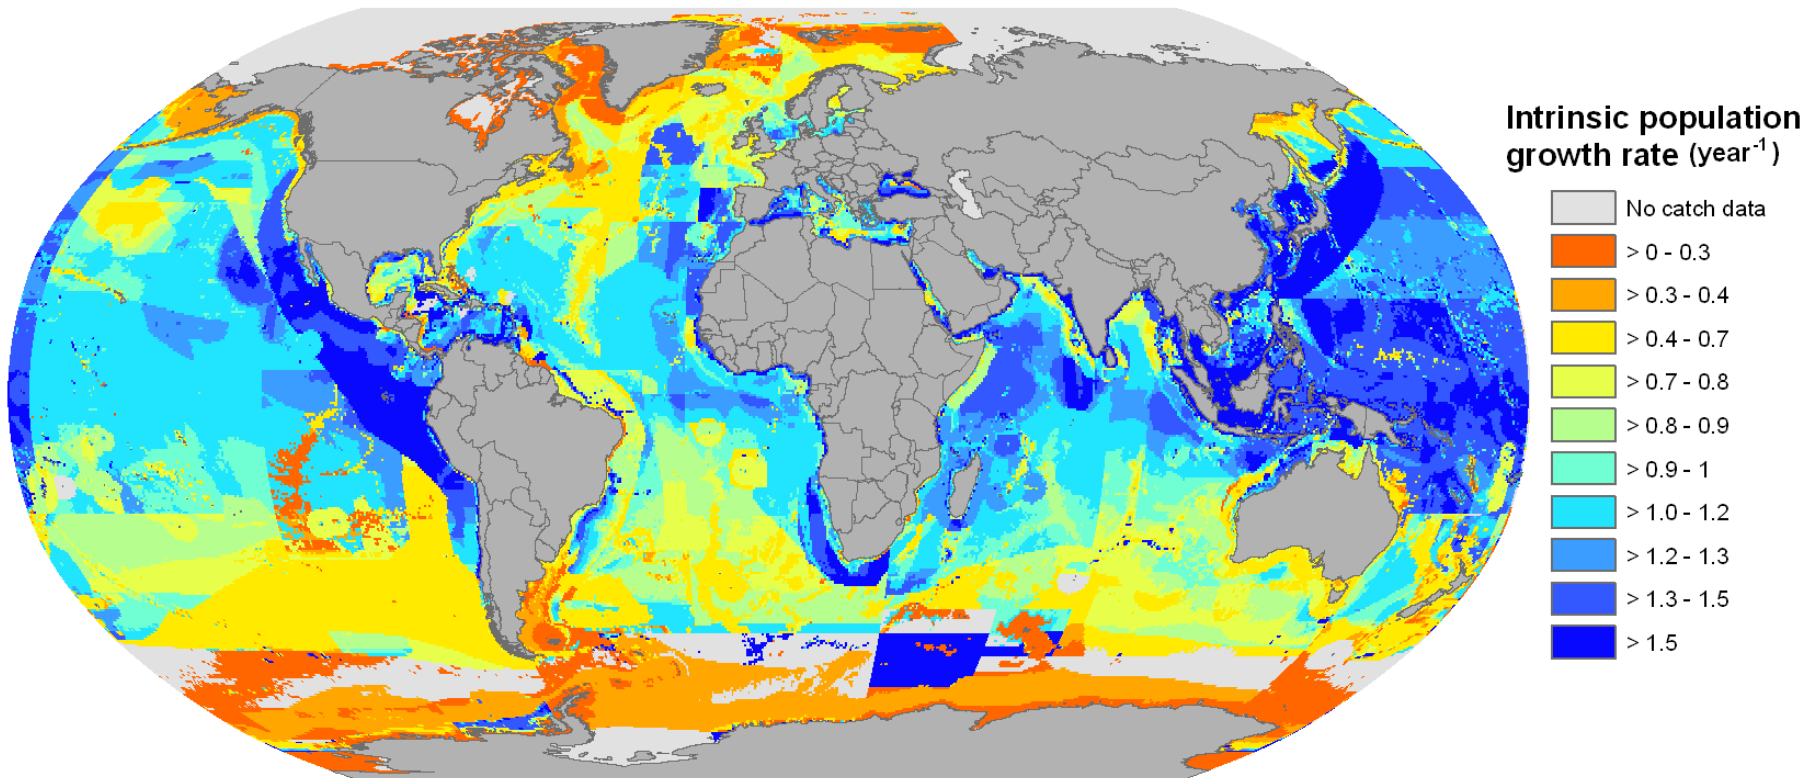 Intrinsic population
growth rate (year-1)
No catch data
> 0 - 0.3
> 0.3 - 0.4
> 0.4 - 0.7
> 0.7 - 0.8
> 0.8 - 0.9
> 0.9 - 1
> 1.0 - 1.2
> 1.2 - 1.3
> 1.3 - 1.5
> 1.5